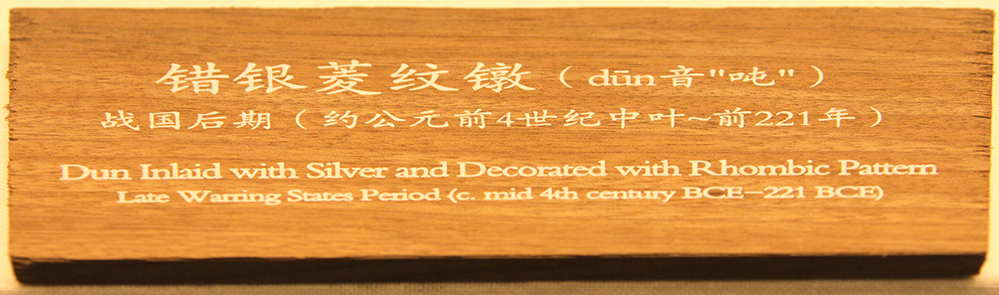 错银菱纹镦（dūn音"吨"）
战国后期（约公元前4世纪中叶~前221年）
Dun Inlaid with Silver and Decorated with Rhombic Pattern
Late Warring States Period (c. mid 4th century BCE–221 BCE)